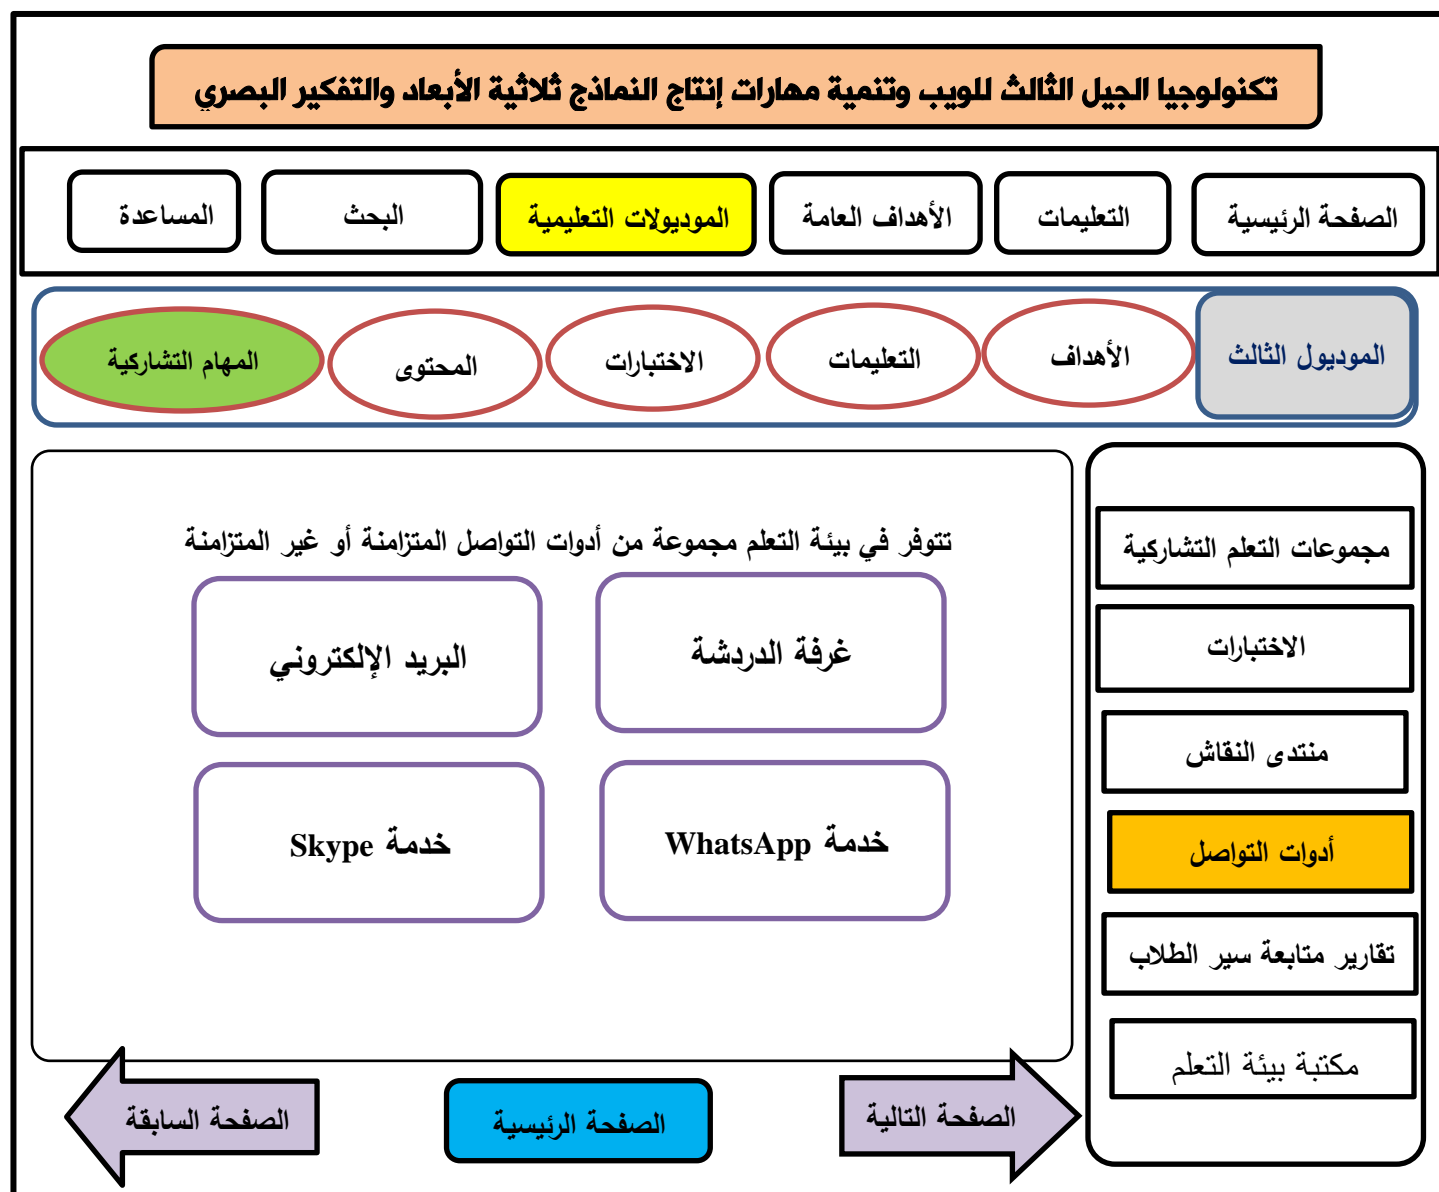 تكنولوجيا الجيل الثالث للويب وتنمية مهارات إنتاج النماذج ثلاثية الأبعاد والتفكير البصري
الصفحة الرئيسية
التعليمات
الأهداف العامة
الموديولات التعليمية
البحث
المساعدة
الموديول الثالث
الأهداف
التعليمات
الاختبارات
المحتوى
المهام التشاركية
مجموعات التعلم التشاركية
الاختبارات
منتدى النقاش
أدوات التواصل
تقارير متابعة سير الطلاب
مكتبة بيئة التعلم
تتوفر في بيئة التعلم مجموعة من أدوات التواصل المتزامنة أو غير المتزامنة
غرفة الدردشة
البريد الإلكتروني
خدمة WhatsApp
خدمة Skype
الصفحة التالية
الصفحة الرئيسية
الصفحة السابقة